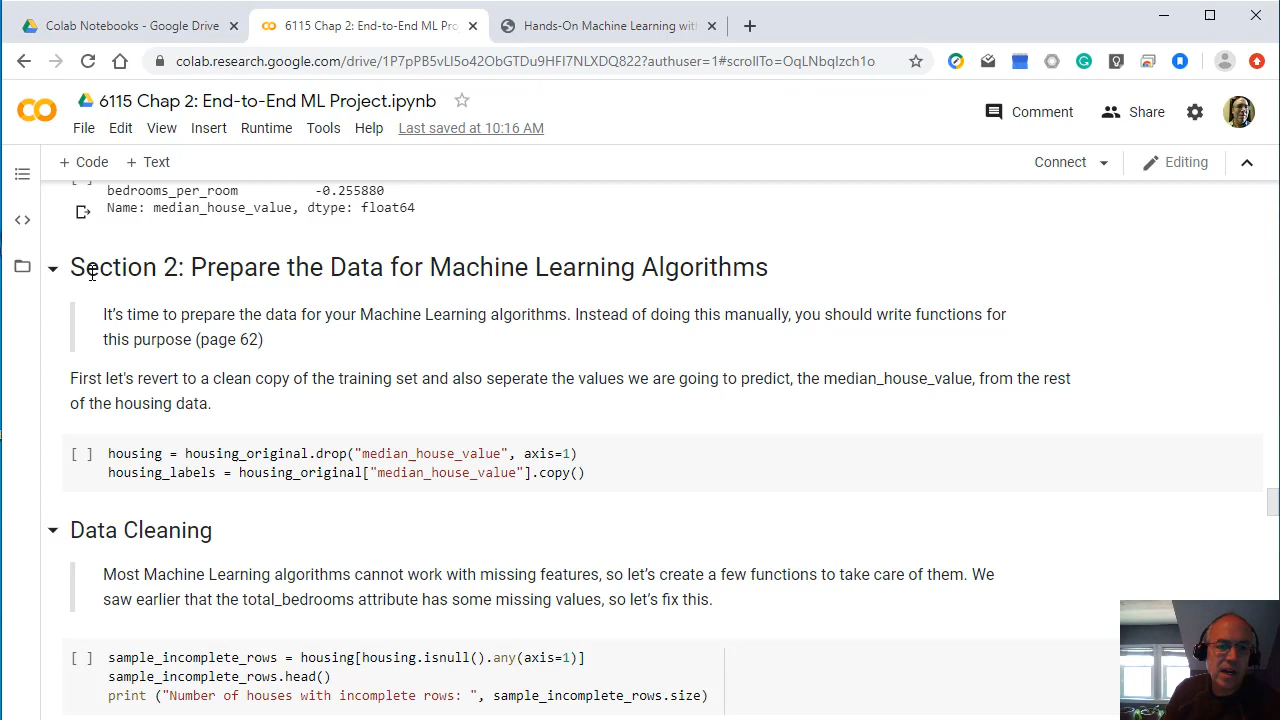 Colab Notebooks - Google Drive
6115 Chap 2: End-to-End ML Pro
Hands-On Machine Learning wit
colab.research.google.com/drive/1P7pPB5vLI5o42ObGTDu9HFI7NLXDQ822?authuser=1#scrollTo=OqLNbqIzch1o
6115 Chap 2: End-to-End ML Project.ipynb
Comment
Share
File Edit View Insert Runtime Tools Help Last saved at 10:16 AM
+ Code + Text
Connect
Editing
bedrooms_per_room -0.255880
Name: median_house_value, dtype: float64
Section 2: Prepare the Data for Machine Learning Algorithms
It's time to prepare the data for your Machine Learning algorithms. Instead of doing this manually, you should write functions for
this purpose (page 62)
First let's revert to a clean copy of the training set and also seperate the values we are going to predict, the median_house_value, from the rest
of the housing data.
[ ] housing = housing_original.drop("median_house_value", axis=1)
housing_labels = housing_original["median_house_value"].copy()
Data Cleaning
Most Machine Learning algorithms cannot work with missing features, so let's create a few functions to take care of them. We
saw earlier that the total_bedrooms attribute has some missing values, so let's fix this.
[ ] sample_incomplete_rows = housing[housing.isnull().any(axis=1)]
sample_incomplete_rows.head()
print ("Number of houses with incomplete rows: ", sample_incomplete_rows.size)